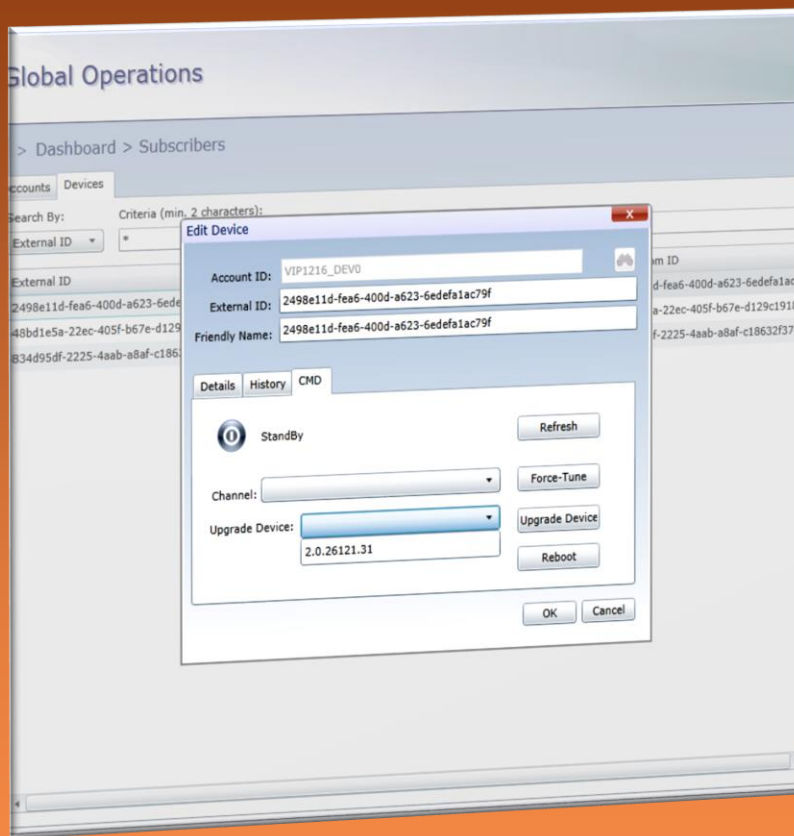 Global Operations
> Dashboard > Subscribers
Accounts Devices
Search By: Criteria (min. 2 characters):
External ID *
External ID
2498e11d-fea6-400d-a623-6ede
48bd1e5a-22ec-405f-b67e-d129
834d95df-2225-4aab-a8af-c186
om ID
d-fea6-400d-a623-6edefa1ac
a-22ec-405f-b67e-d129c1918
f-2225-4aab-a8af-c18632f37
Edit Device X
Account ID: VIP1216_DEV0
External ID: 2498e11d-fea6-400d-a623-6edefa1ac79f
Friendly Name: 2498e11d-fea6-400d-a623-6edefa1ac79f
Details History CMD
StandBy Refresh
Channel: Force-Tune
Upgrade Device: Upgrade Device
2.0.26121.31
Reboot
OK Cancel